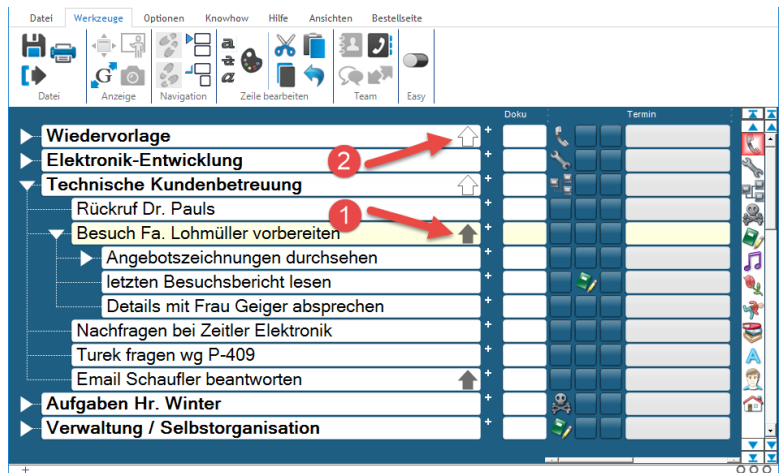 Datei Werkzeuge Optionen Knowhow Hilfe Ansichten Bestellseite
a
a
a
G
Datei Anzeige Navigation Zeile bearbeiten Team Easy
Doku Termin
Wiedervorlage
2
Elektronik-Entwicklung
Technische Kundenbetreuung
Rückruf Dr. Pauls
1
Besuch Fa. Lohmüller vorbereiten
Angebotszeichnungen durchsehen
letzten Besuchsbericht lesen
Details mit Frau Geiger absprechen
Nachfragen bei Zeitler Elektronik
Turek fragen wg P-409
A
Email Schaufler beantworten
Aufgaben Hr. Winter
Verwaltung / Selbstorganisation